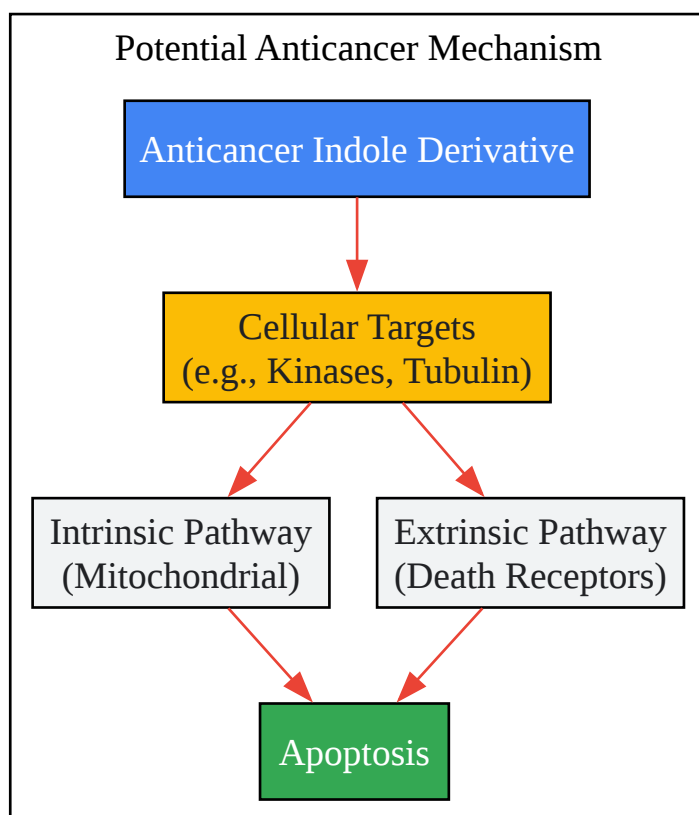 Potential Anticancer Mechanism
Anticancer Indole Derivative
Cellular Targets
(e.g., Kinases, Tubulin)
Intrinsic Pathway
(Mitochondrial)
Extrinsic Pathway
(Death Receptors)
Apoptosis